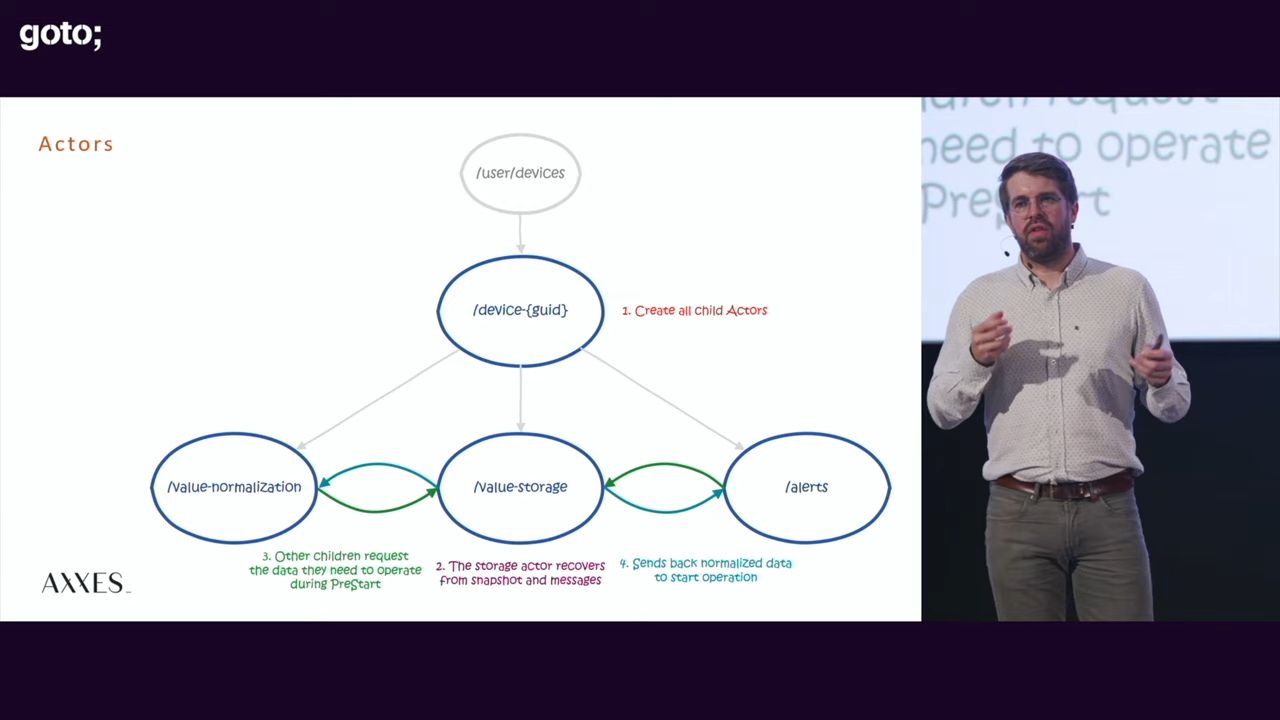 goto;
Actors
/user/devices
/device-{guid}
1. Create all child Actors
/value-normalization
/value-storage
/alerts
3. Other children request
the data they need to operate
during PreStart
2. The storage actor recovers
from snapshot and messages
4. Sends back normalized data
to start operation
AXXES_
need to operate
PreStart